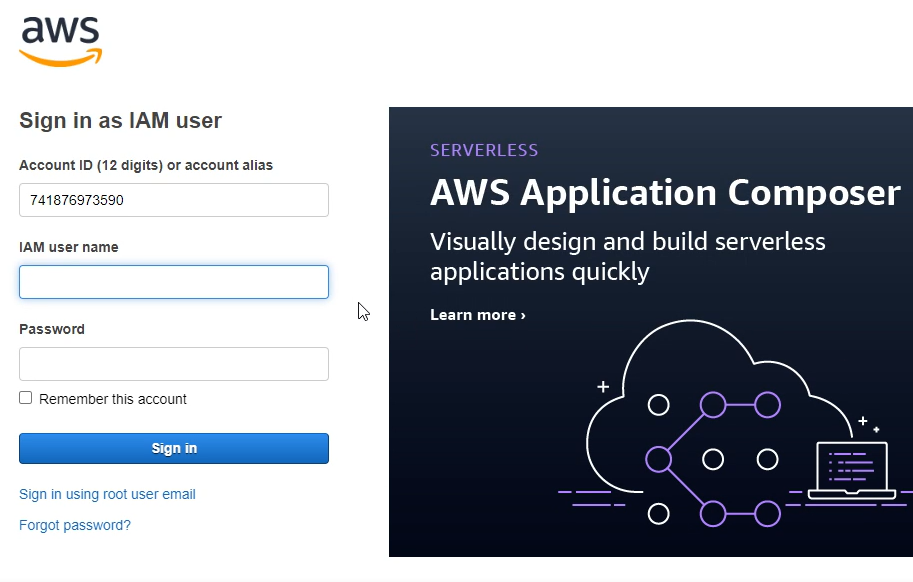 aws
Sign in as IAM user
Account ID (12 digits) or account alias
741876973590
IAM user name
Password
Remember this account
Sign in
Sign in using root user email
Forgot password?
SERVERLESS
AWS Application Composer
Visually design and build serverless
applications quickly
Learn more ›